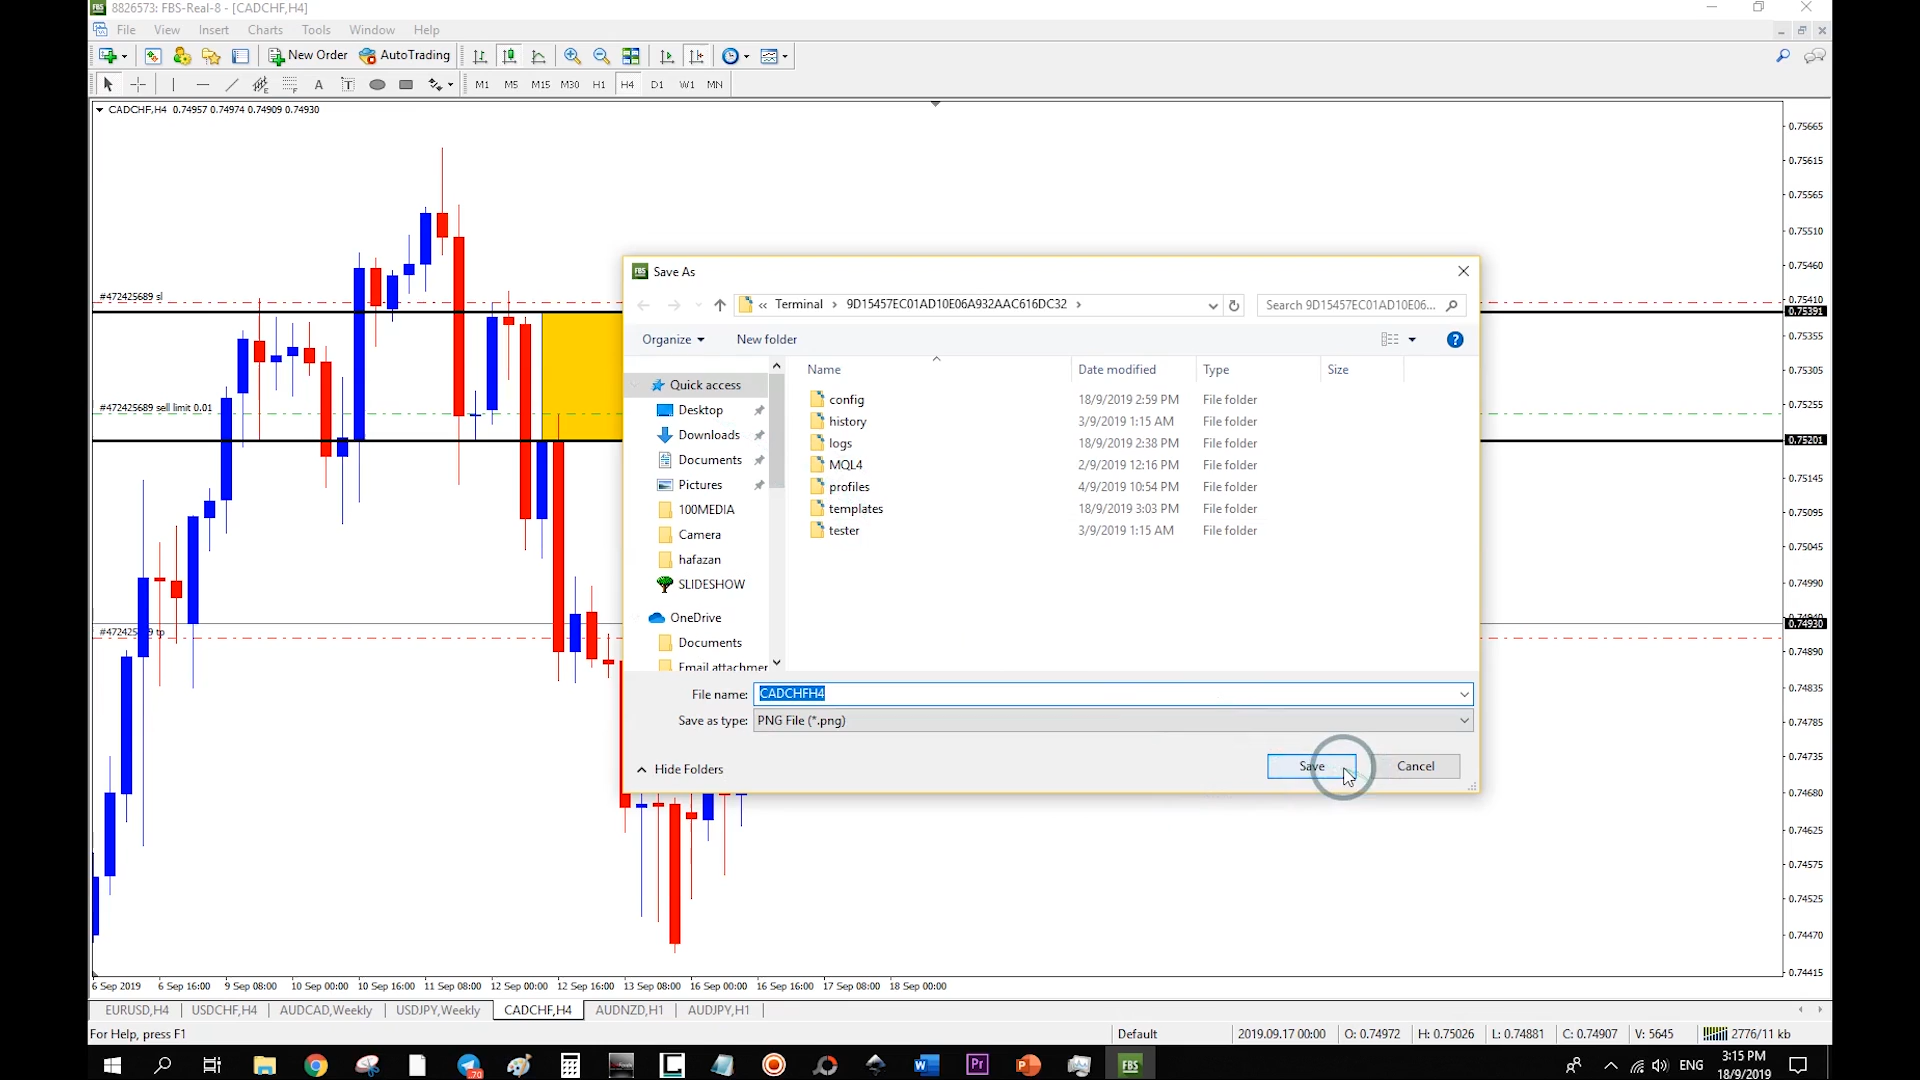 8826573: FBS-Real-8 - [CADCHF,H4]
File View Insert Charts Tools Window Help
New Order AutoTrading
A T M1 M5 M15 M30 H1 H4 D1 W1 MN
CADCHF,H4 0.74957 0.74974 0.74909 0.74930
#472425689 sl
#472425689 sell limit 0.01
0.75665
0.75615
0.75565
0.75510
0.75460
0.75410
0.75391
0.75355
0.75305
0.75255
0.75201
0.75145
0.75095
0.75045
0.74990
0.74930
0.74890
0.74835
0.74785
0.74735
0.74680
0.74625
0.74575
0.74525
0.74470
0.74415
FBS Save As
« Terminal › 9D15457EC01AD10E06A932AAC616DC32 ›
Search 9D15457EC01AD10E06...
Organize New folder
Quick access
Desktop
Downloads
Documents
Pictures
100MEDIA
Camera
hafazan
SLIDESHOW
OneDrive
Documents
Name Date modified Type Size
config 18/9/2019 2:59 PM File folder
history 3/9/2019 1:15 AM File folder
logs 18/9/2019 2:38 PM File folder
MQL4 2/9/2019 12:16 PM File folder
profiles 4/9/2019 10:54 PM File folder
templates 18/9/2019 3:03 PM File folder
tester 3/9/2019 1:15 AM File folder
File name: CADCHFH4
Save as type: PNG File (*.png)
Hide Folders
Save Cancel
6 Sep 2019 6 Sep 16:00 9 Sep 08:00 10 Sep 00:00 10 Sep 16:00 11 Sep 08:00 12 Sep 00:00 12 Sep 16:00 13 Sep 08:00 16 Sep 00:00 16 Sep 16:00 17 Sep 08:00 18 Sep 00:00
EURUSD,H4 USDCHF,H4 AUDCAD,Weekly USDJPY,Weekly CADCHF,H4 AUDNZD,H1 AUDJPY,H1
For Help, press F1 Default 2019.09.17 00:00 O: 0.74972 H: 0.75026 L: 0.74881 C: 0.74907 V: 5645 2776/11 kb
70 Pr FBS ENG
3:15 PM
18/9/2019